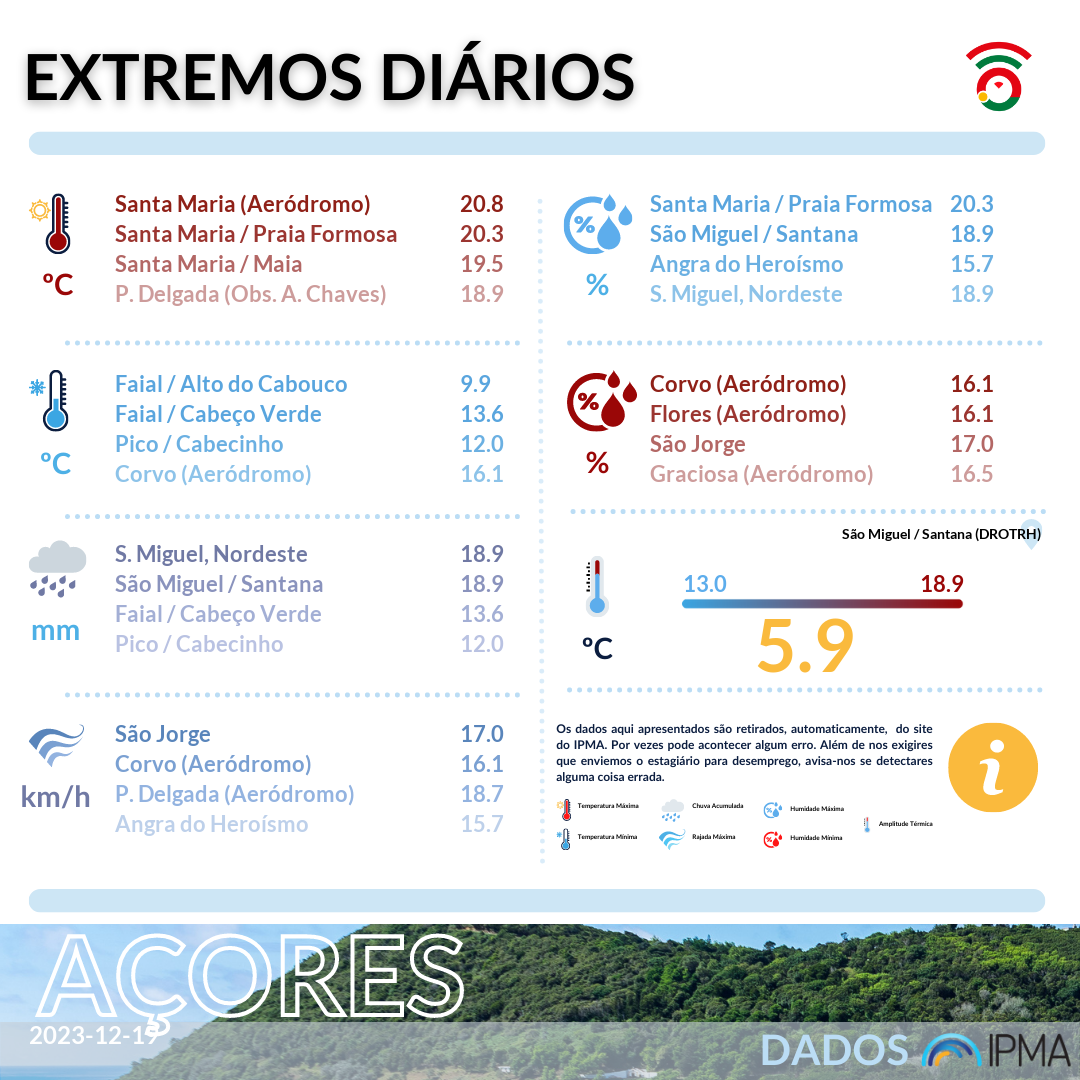 EXTREMOS DIÁRIOS
Santa Maria (Aeródromo) 20.8
Santa Maria / Praia Formosa 20.3
Santa Maria / Maia 19.5
P. Delgada (Obs. A. Chaves) 18.9
ºC
Faial / Alto do Cabouco 9.9
Faial / Cabeço Verde 13.6
Pico / Cabecinho 12.0
Corvo (Aeródromo) 16.1
ºC
S. Miguel, Nordeste 18.9
São Miguel / Santana 18.9
Faial / Cabeço Verde 13.6
Pico / Cabecinho 12.0
mm
São Jorge 17.0
Corvo (Aeródromo) 16.1
P. Delgada (Aeródromo) 18.7
Angra do Heroísmo 15.7
km/h
%
Santa Maria / Praia Formosa 20.3
São Miguel / Santana 18.9
Angra do Heroísmo 15.7
S. Miguel, Nordeste 18.9
%
%
Corvo (Aeródromo) 16.1
Flores (Aeródromo) 16.1
São Jorge 17.0
Graciosa (Aeródromo) 16.5
%
São Miguel / Santana (DROTRH)
13.0 18.9
5.9
ºC
Os dados aqui apresentados são retirados, automaticamente, do site
do IPMA. Por vezes pode acontecer algum erro. Além de nos exigires
que enviemos o estagiário para desemprego, avisa-nos se detectares
alguma coisa errada.
i
Temperatura Máxima Chuva Acumulada Humidade Máxima
Amplitude Térmica
Temperatura Mínima Rajada Máxima Humidade Mínima
AÇORES
2023-12-19
DADOS IPMA